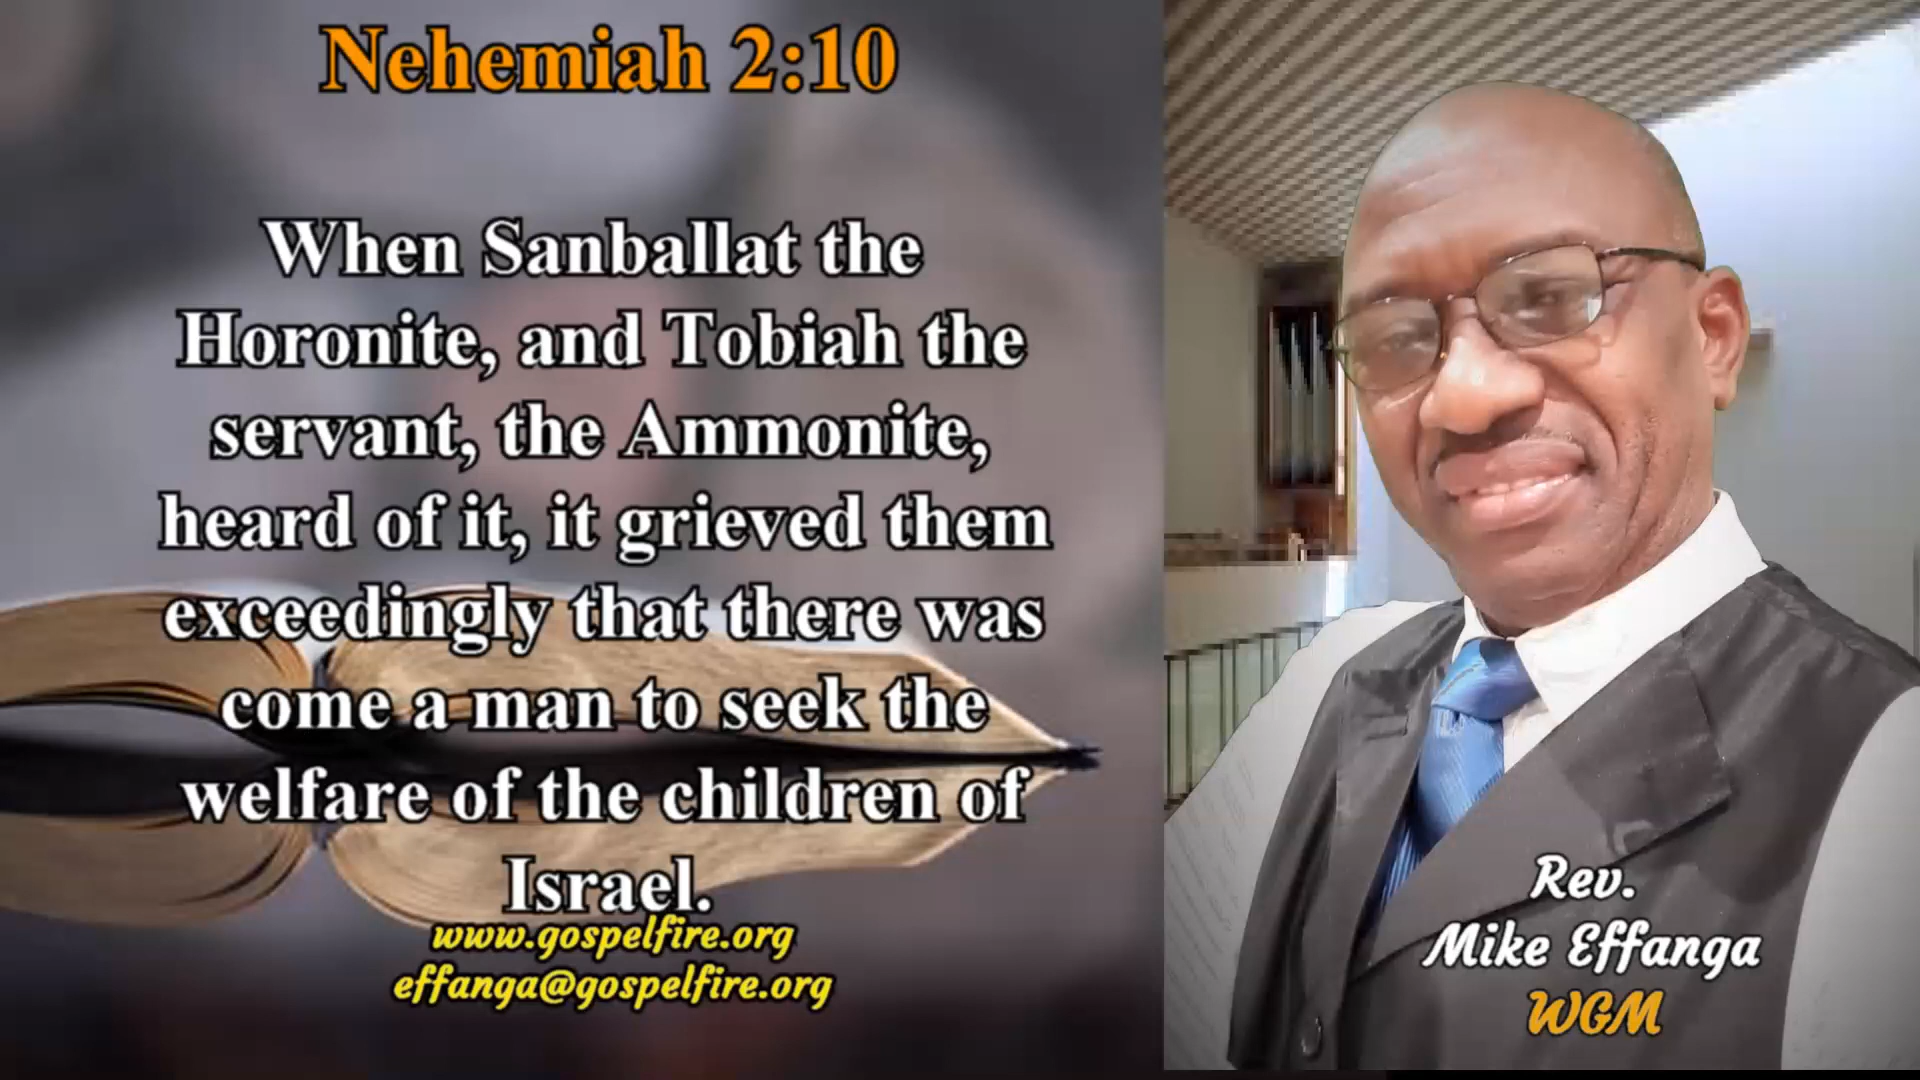 Nehemiah 2:10
When Sanballat the
Horonite, and Tobiah the
servant, the Ammonite,
heard of it, it grieved them
exceedingly that there was
come a man to seek the
welfare of the children of
Israel.
www.gospelfire.org
effanga@gospelfire.org
Rev.
Mike Effanga
WGM